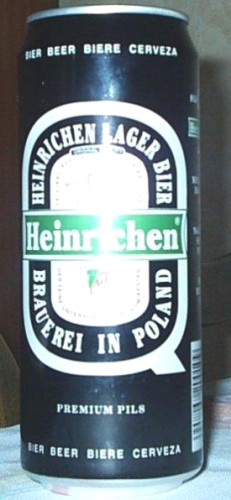 BIER BEER BIERE CERVEZA
HEINRICHEN LAGER BIER
Heinrichen®
BRAUEREI IN POLAND
PREMIUM PILS
BIER BEER BIERE CERVEZA